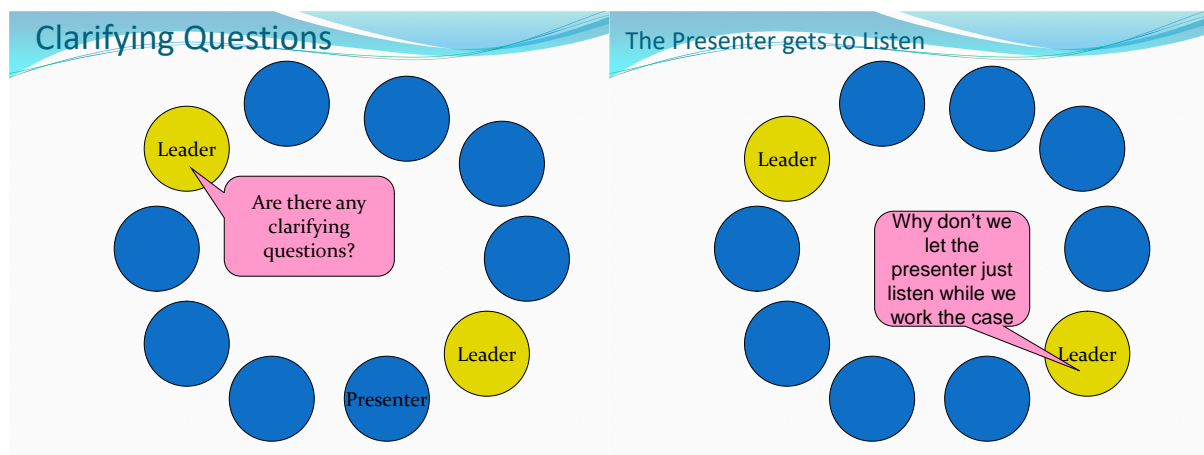 Clarifying Questions
Leader
Are there any
clarifying
questions?
Leader
Presenter
The Presenter gets to Listen
Leader
Why don't we
let the
presenter just
listen while we
work the case
Leader